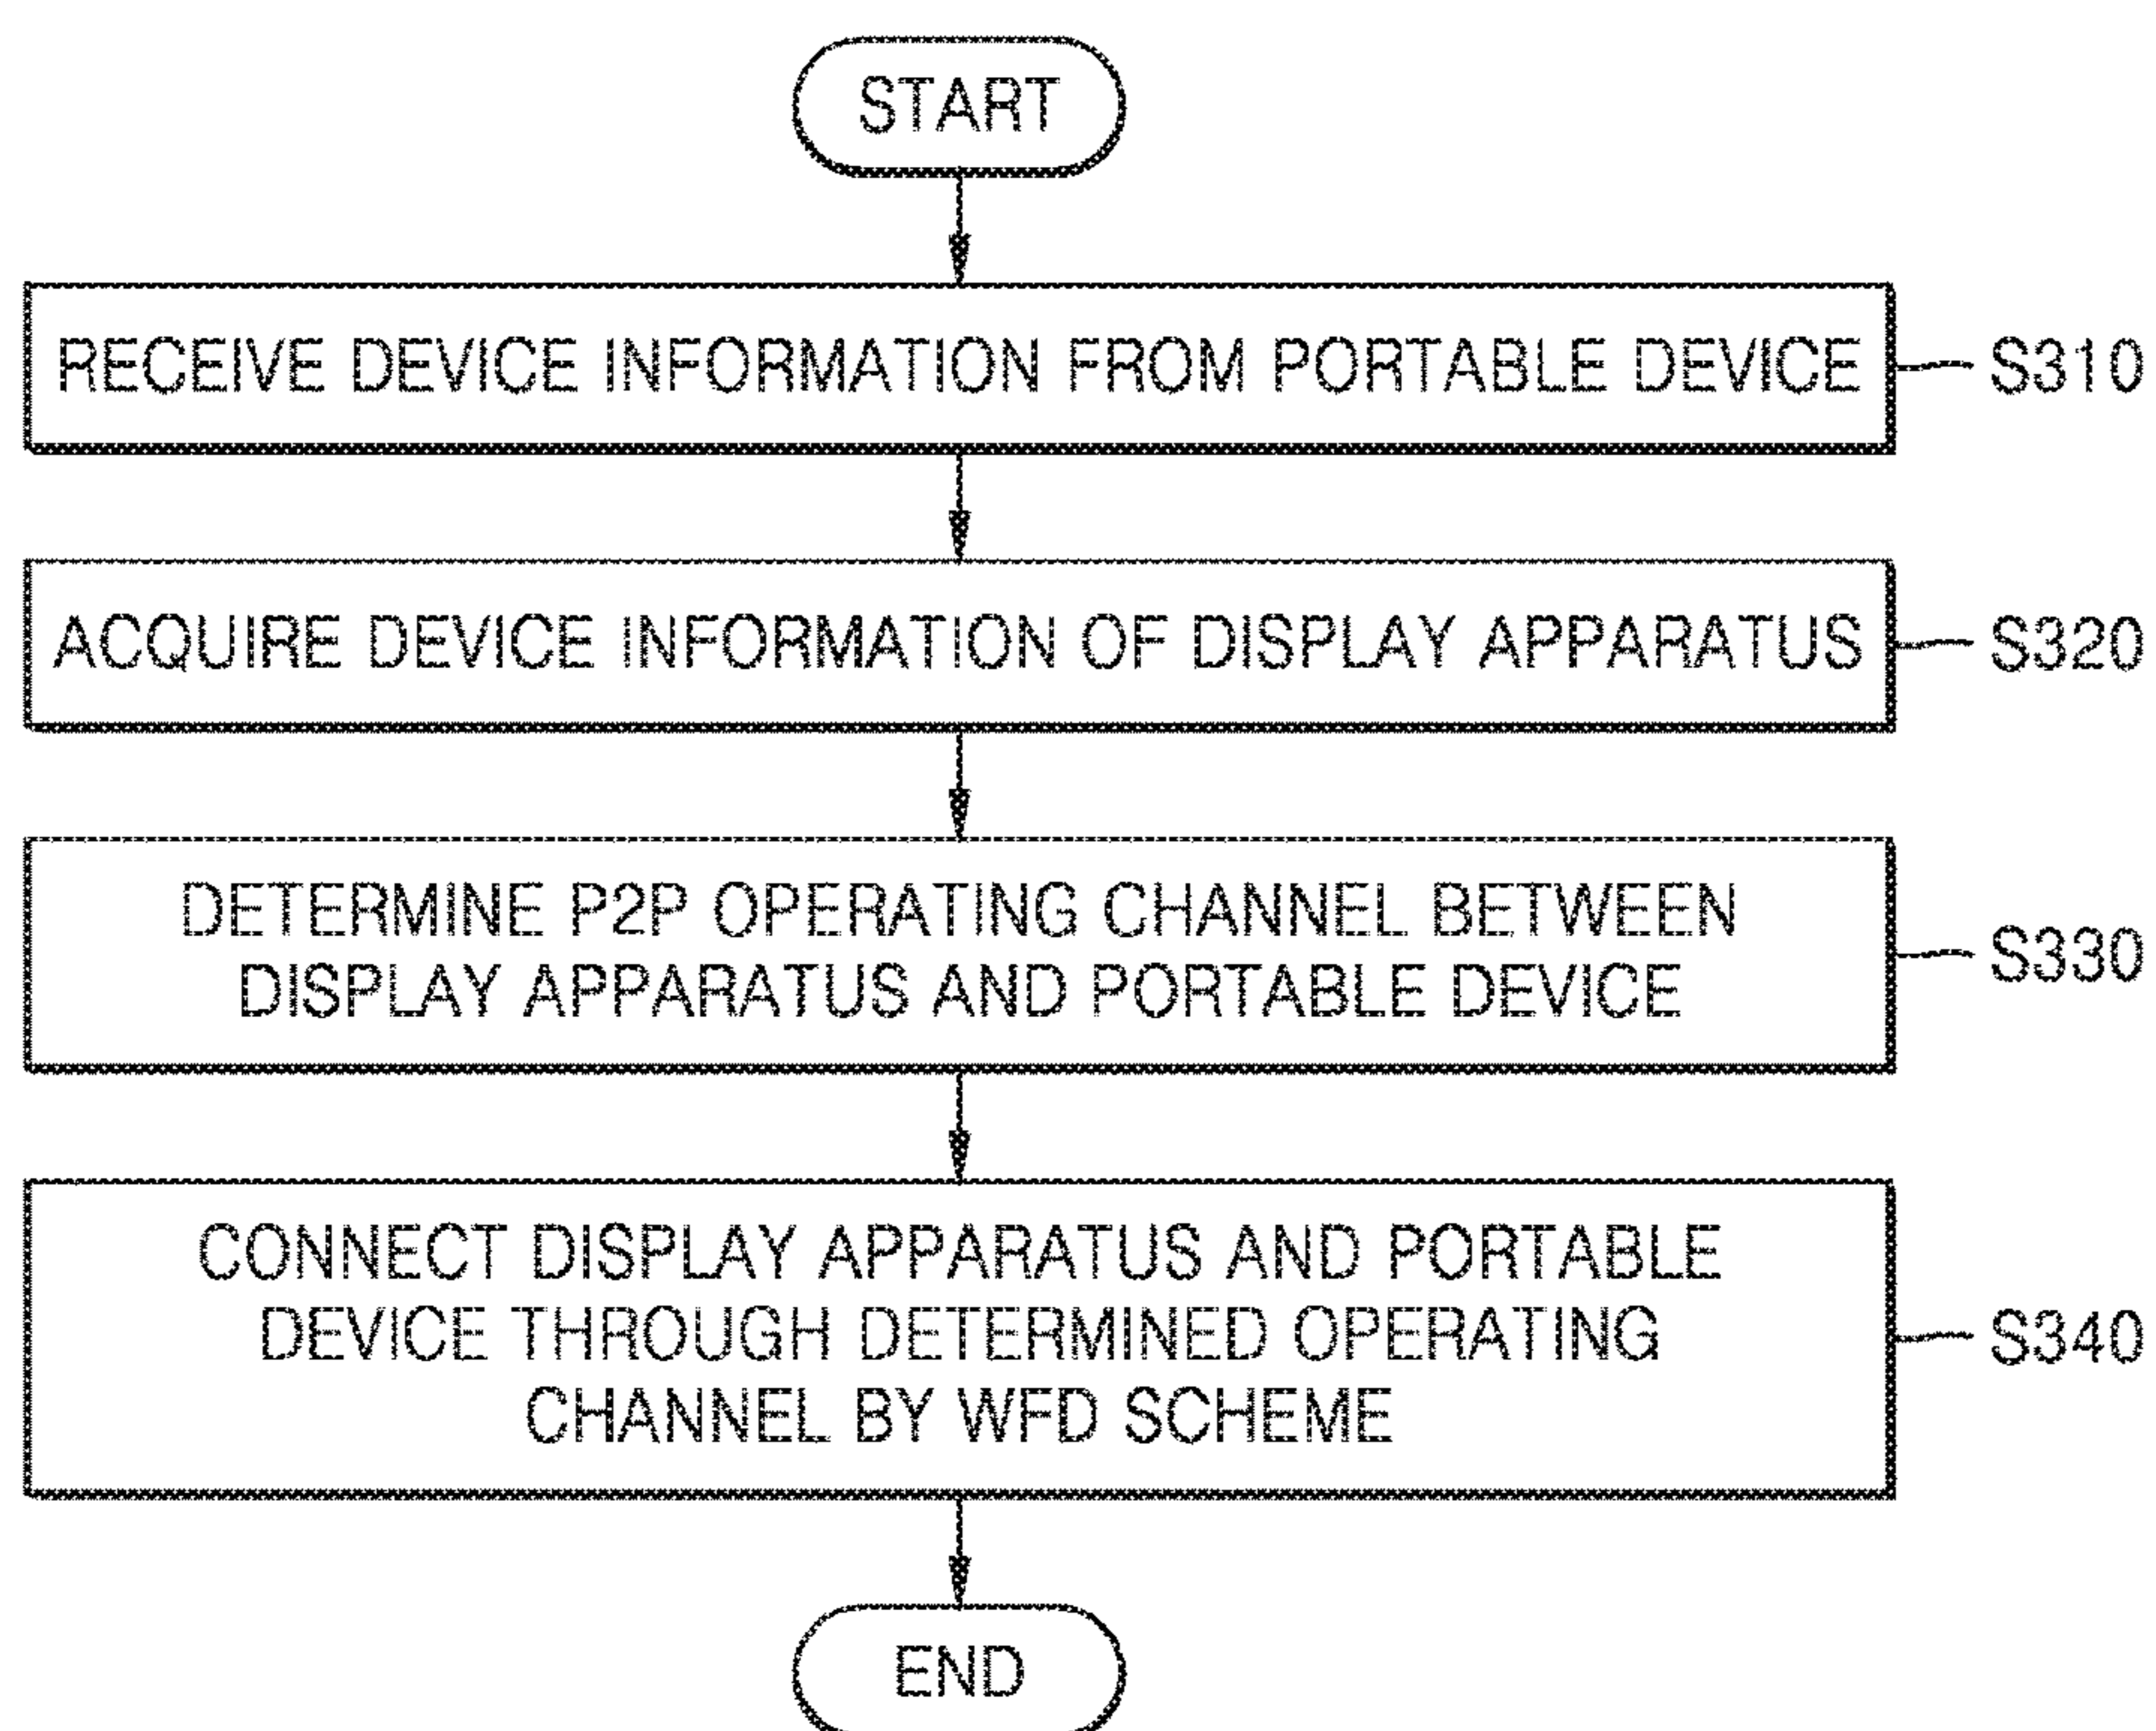 START
RECEIVE DEVICE INFORMATION FROM PORTABLE DEVICE
S310
ACQUIRE DEVICE INFORMATION OF DISPLAY APPARATUS
S320
DETERMINE P2P OPERATING CHANNEL BETWEEN
DISPLAY APPARATUS AND PORTABLE DEVICE
S330
CONNECT DISPLAY APPARATUS AND PORTABLE
DEVICE THROUGH DETERMINED OPERATING
CHANNEL BY WFD SCHEME
S340
END